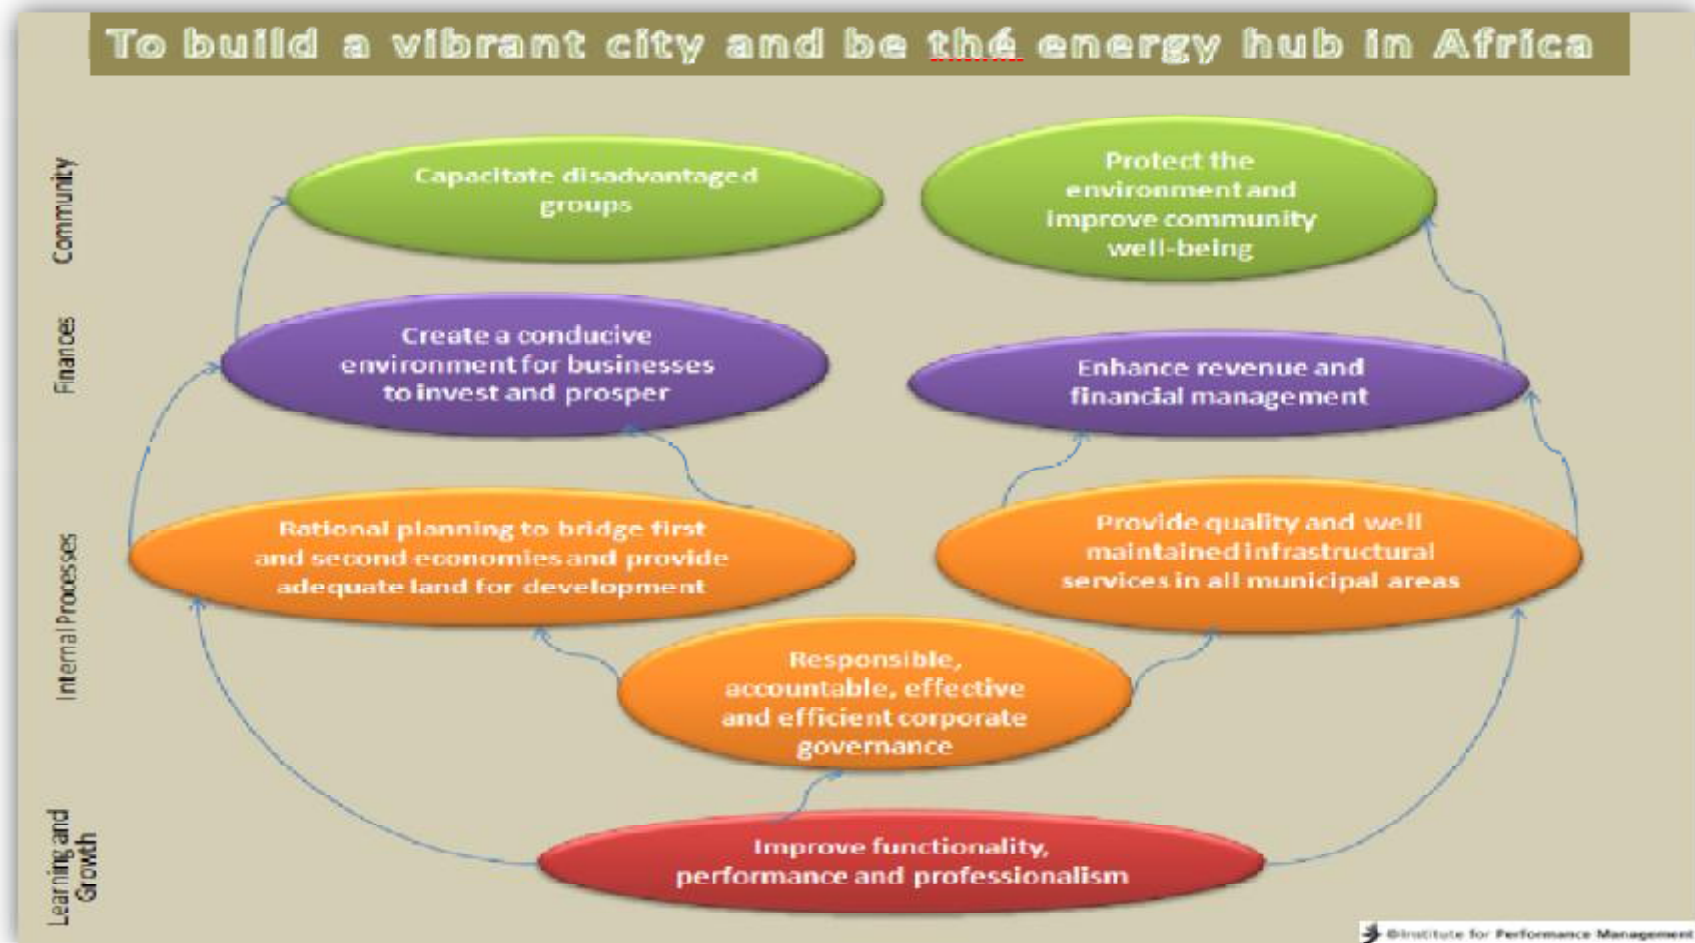 To build a vibrant city and be thé energy hub in Africa
Community
Capacitate disadvantaged
groups
Protect the
environment and
improve community
well-being
Finances
Create a conducive
environment for businesses
to invest and prosper
Enhance revenue and
financial management
Internal Processes
Rational planning to bridge first
and second economies and provide
adequate land for development
Provide quality and well
maintained infrastructural
services in all municipal areas
Responsible,
accountable, effective
and efficient corporate
governance
Learning and
Growth
Improve functionality,
performance and professionalism
©Institute for Performance Management